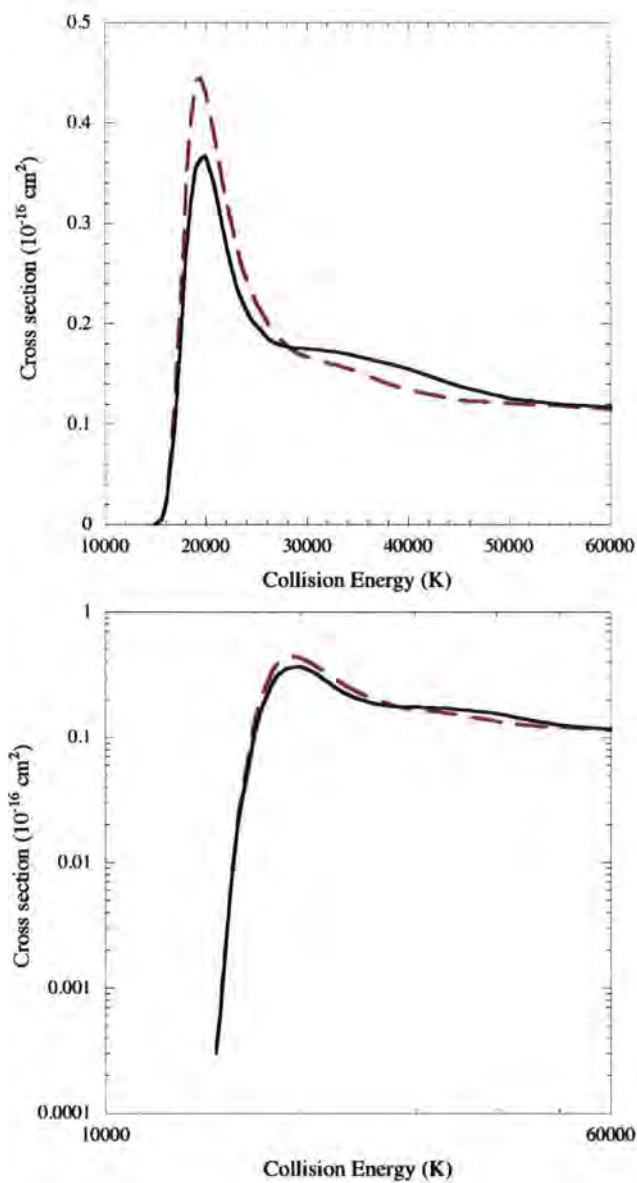 0.5
0.4
0.3
0.2
0.1
0
Cross section (10⁻¹⁶ cm²)
10000 20000 30000 40000 50000 60000
Collision Energy (K)
1
0.1
0.01
0.001
0.0001
Cross section (10⁻¹⁶ cm²)
10000 60000
Collision Energy (K)